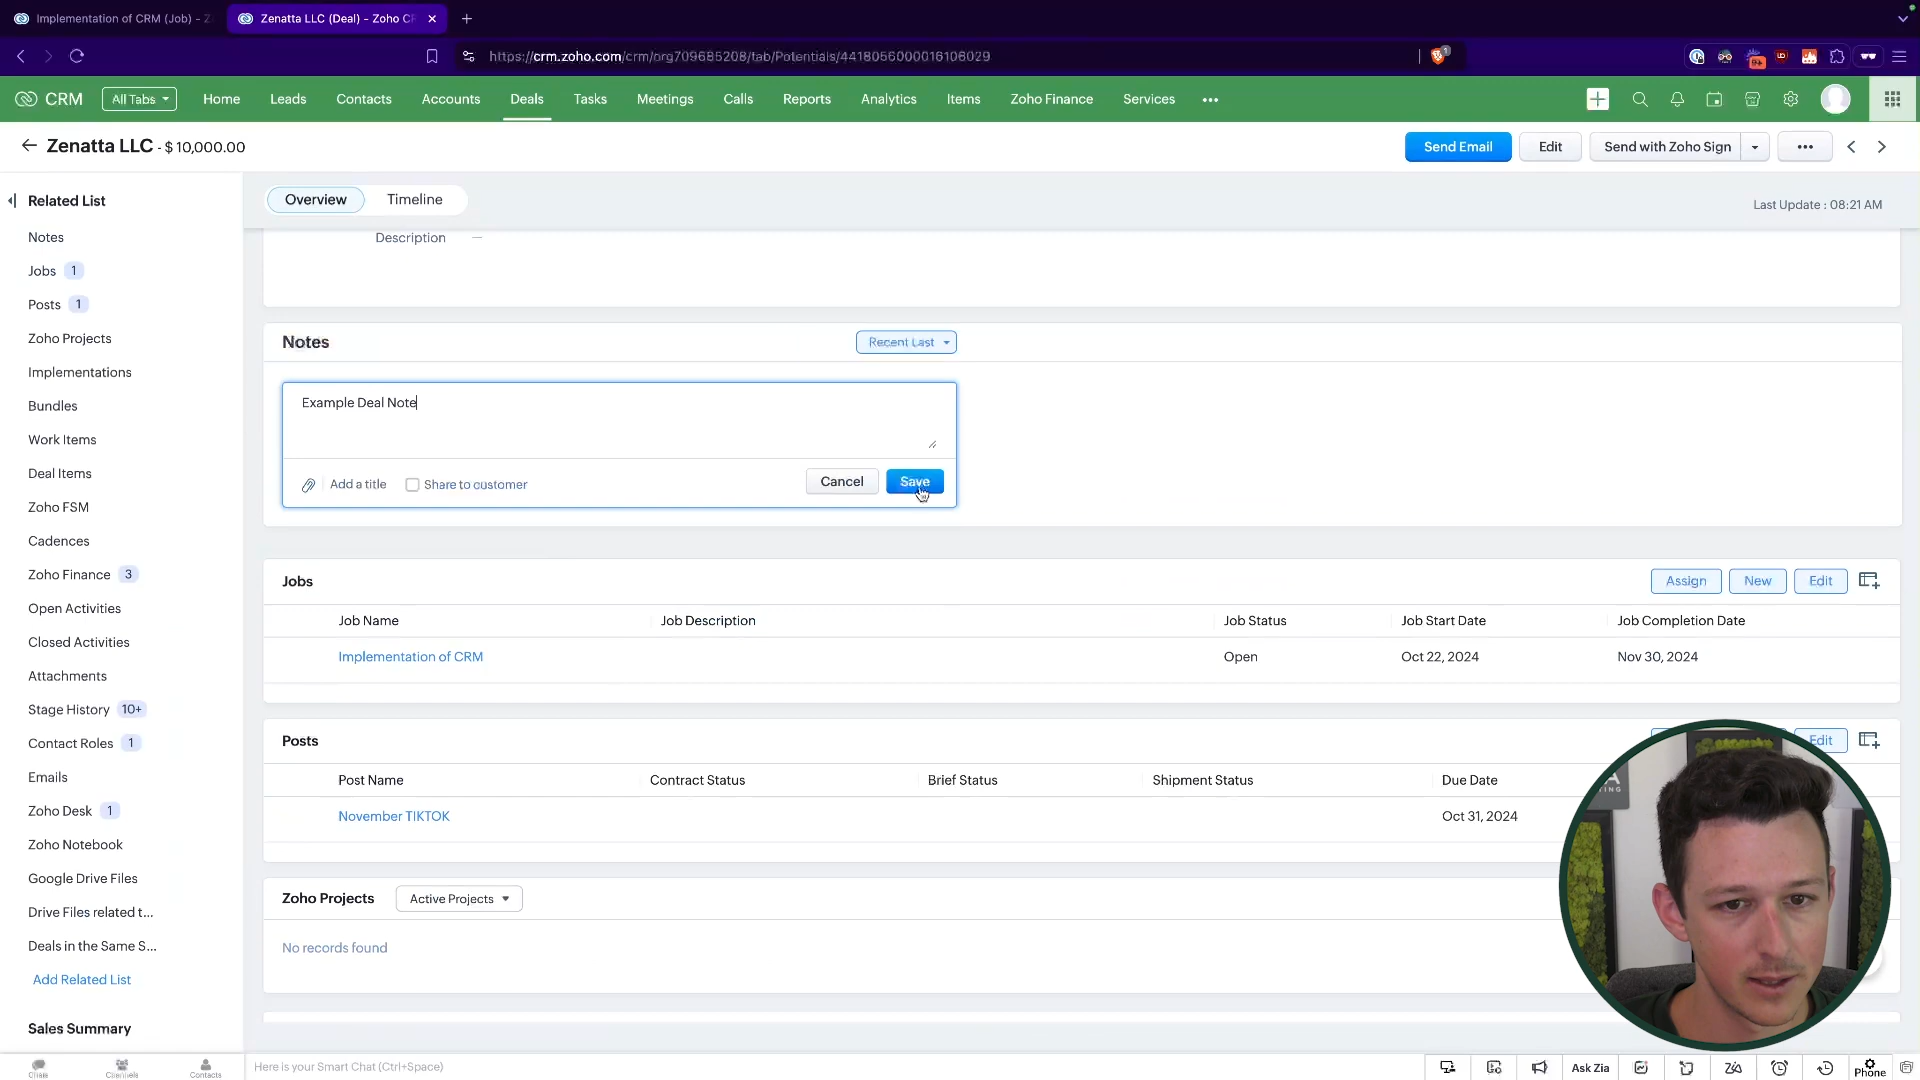 Implementation of CRM (Job) - Z
Zenatta LLC (Deal) - Zoho CR
https://crm.zoho.com/crm/org709685208/tab/Potentials/4418056000016106029
1
9+
CRM
All Tabs
Home
Leads
Contacts
Accounts
Deals
Tasks
Meetings
Calls
Reports
Analytics
Items
Zoho Finance
Services
Zenatta LLC - $ 10,000.00
Send Email
Edit
Send with Zoho Sign
Related List
Overview
Timeline
Last Update : 08:21 AM
Notes
Jobs 1
Posts 1
Zoho Projects
Implementations
Bundles
Work Items
Deal Items
Zoho FSM
Cadences
Zoho Finance 3
Open Activities
Closed Activities
Attachments
Stage History 10+
Contact Roles 1
Emails
Zoho Desk 1
Zoho Notebook
Google Drive Files
Drive Files related t...
Deals in the Same S...
Add Related List
Sales Summary
Description —
Notes
Recent Last
Example Deal Note
Add a title
Share to customer
Cancel
Save
Jobs
Assign
New
Edit
Job Name
Job Description
Job Status
Job Start Date
Job Completion Date
Implementation of CRM
Open
Oct 22, 2024
Nov 30, 2024
Posts
Edit
Post Name
Contract Status
Brief Status
Shipment Status
Due Date
November TIKTOK
Oct 31, 2024
Zoho Projects
Active Projects
No records found
Chats
Channels
Contacts
Here is your Smart Chat (Ctrl+Space)
Ask Zia
Phone